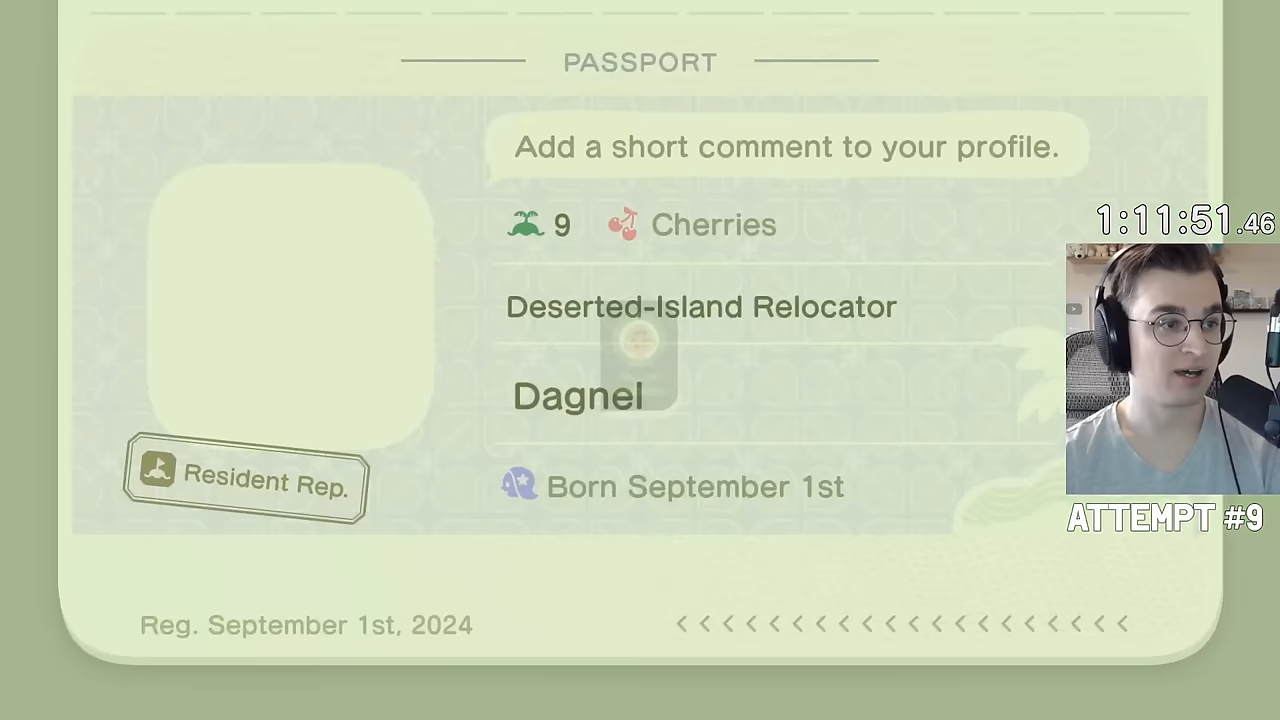 PASSPORT
Add a short comment to your profile.
9 Cherries
Deserted-Island Relocator
Dagnel
Resident Rep.
Born September 1st
Reg. September 1st, 2024
<<<<<<<<<<<<<<<<<<<<
1:11:51.46
ATTEMPT #9